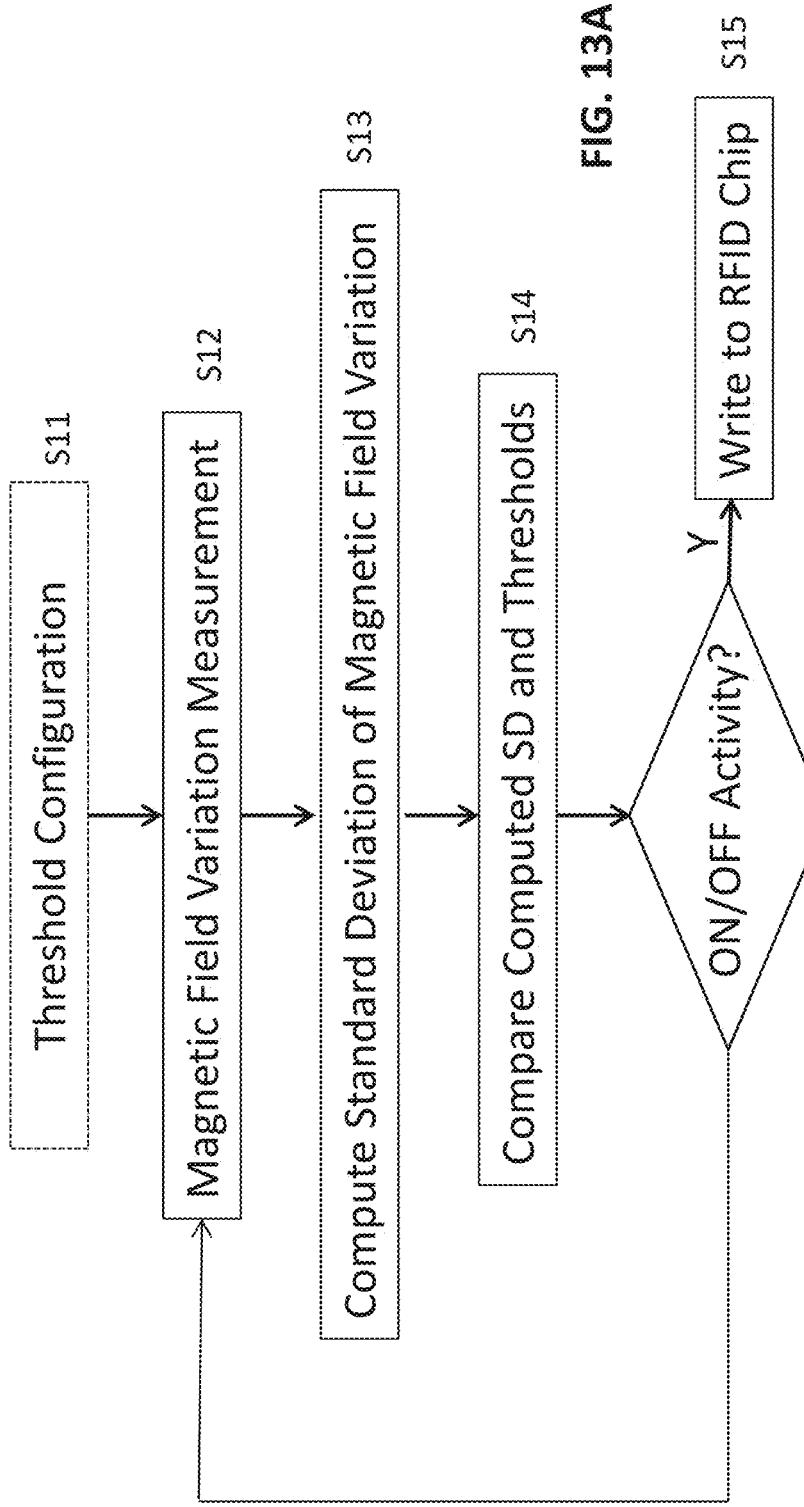 Threshold Configuration
S11
Magnetic Field Variation Measurement
S12
Compute Standard Deviation of Magnetic Field Variation
S13
Compare Computed SD and Thresholds
S14
ON/OFF Activity?
Y
Write to RFID Chip
S15
FIG. 13A